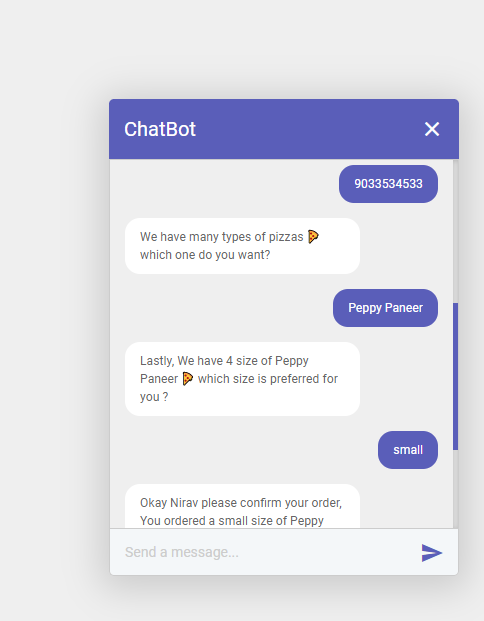 ChatBot
9033534533
We have many types of pizzas 🍕
which one do you want?
Peppy Paneer
Lastly, We have 4 size of Peppy
Paneer 🍕 which size is preferred for
you ?
small
Okay Nirav please confirm your order,
You ordered a small size of Peppy
Send a message...